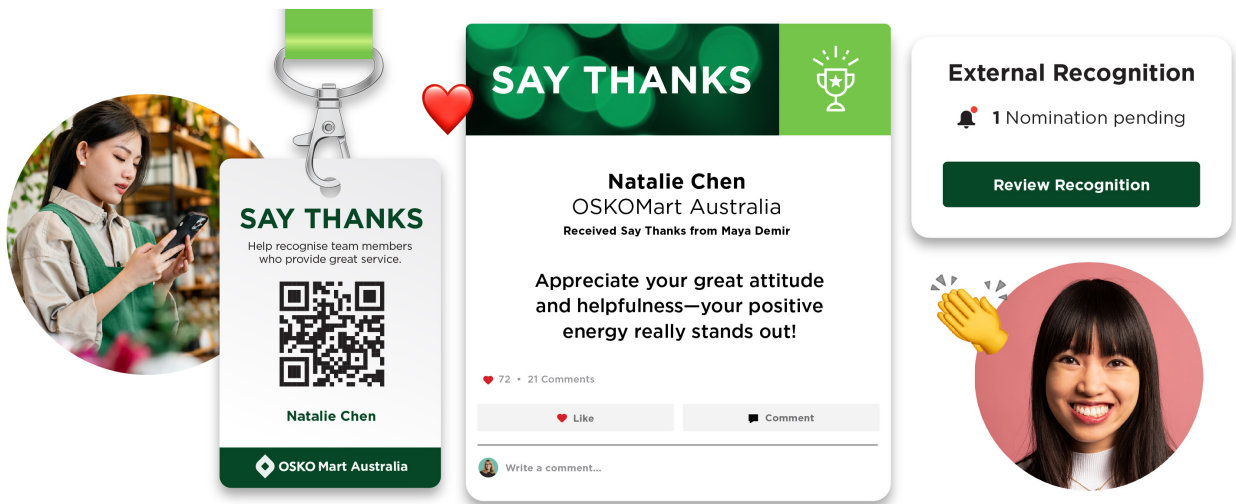 SAY THANKS
Help recognise team members
who provide great service.
Natalie Chen
OSKO Mart Australia
SAY THANKS
Natalie Chen
OSKOMart Australia
Received Say Thanks from Maya Demir
Appreciate your great attitude
and helpfulness—your positive
energy really stands out!
72 • 21 Comments
Like
Comment
Write a comment...
External Recognition
1 Nomination pending
Review Recognition